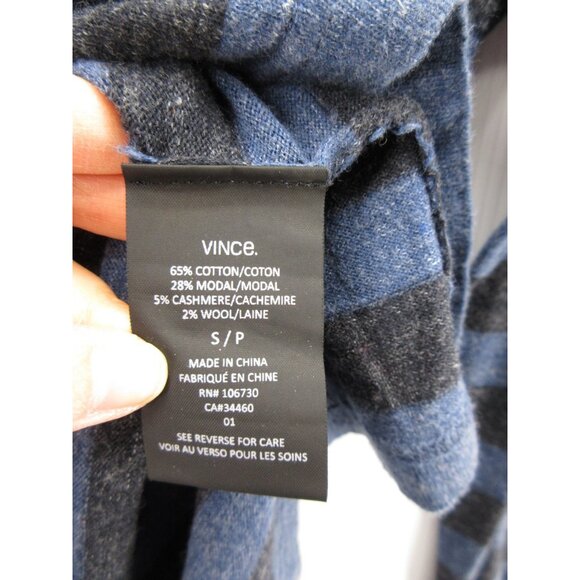 VINCE.
65% COTTON/COTON
28% MODAL/MODAL
5% CASHMERE/CACHEMIRE
2% WOOL/LAINE
S / P
MADE IN CHINA
FABRIQUÉ EN CHINE
RN# 106730
CA#34460
01
SEE REVERSE FOR CARE
VOIR AU VERSO POUR LES SOINS